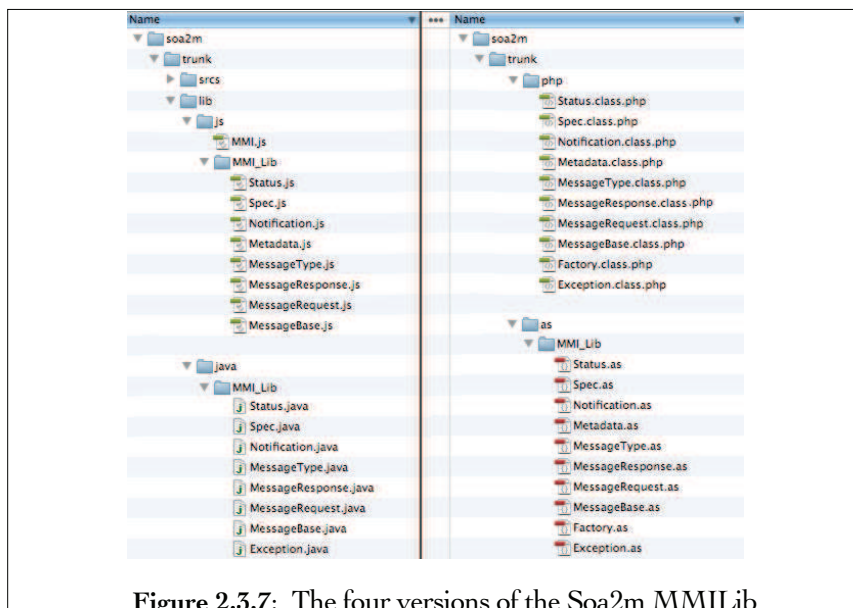 Name
soa2m
trunk
srcs
lib
js
MMI.js
MMI_Lib
Status.js
Spec.js
Notification.js
Metadata.js
MessageType.js
MessageResponse.js
MessageRequest.js
MessageBase.js
java
MMI_Lib
Status.java
Spec.java
Notification.java
MessageType.java
MessageResponse.java
MessageRequest.java
MessageBase.java
Exception.java
Name
soa2m
trunk
php
Status.class.php
Spec.class.php
Notification.class.php
Metadata.class.php
MessageType.class.php
MessageResponse.class.php
MessageRequest.class.php
MessageBase.class.php
Factory.class.php
Exception.class.php
as
MMI_Lib
Status.as
Spec.as
Notification.as
Metadata.as
MessageType.as
MessageResponse.as
MessageRequest.as
MessageBase.as
Factory.as
Exception.as
Figure 2.3.7: The four versions of the Soa2m MMILib